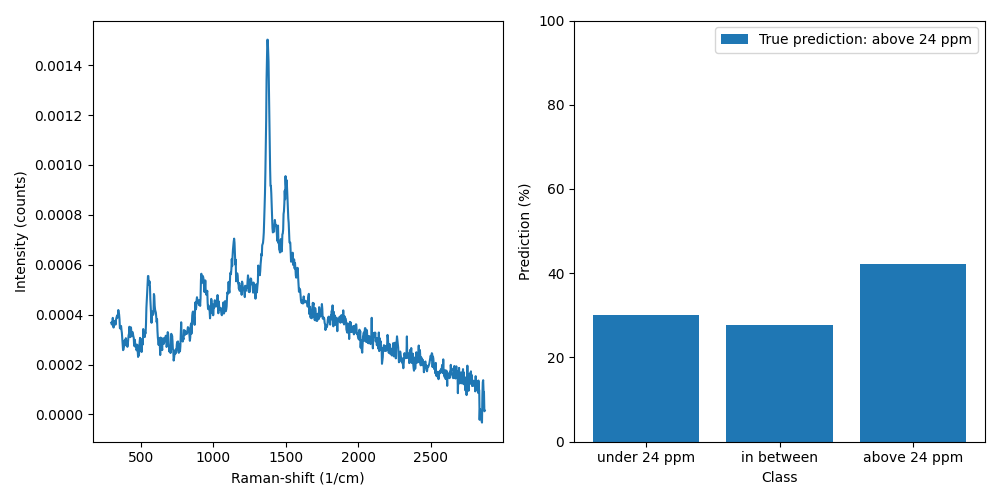 0.0014
0.0012
0.0010
0.0008
0.0006
0.0004
0.0002
0.0000
Intensity (counts)
500 1000 1500 2000 2500
Raman-shift (1/cm)
100
80
60
40
20
0
Prediction (%)
True prediction: above 24 ppm
under 24 ppm in between above 24 ppm
Class